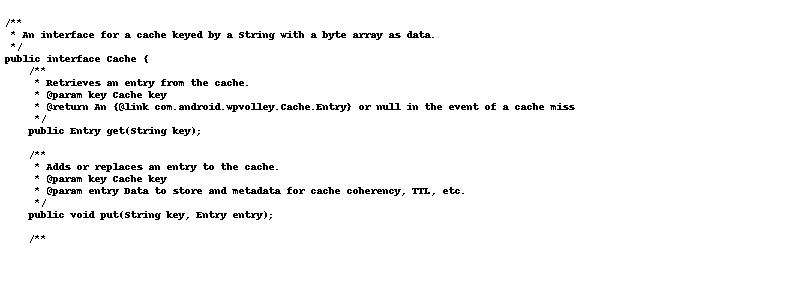 /**
 * An interface for a cache keyed by a String with a byte array as data.
 */
public interface Cache {
    /**
     * Retrieves an entry from the cache.
     * @param key Cache key
     * @return An {@link com.android.wpvolley.Cache.Entry} or null in the event of a cache miss
     */
    public Entry get(String key);

    /**
     * Adds or replaces an entry to the cache.
     * @param key Cache key
     * @param entry Data to store and metadata for cache coherency, TTL, etc.
     */
    public void put(String key, Entry entry);

    /**